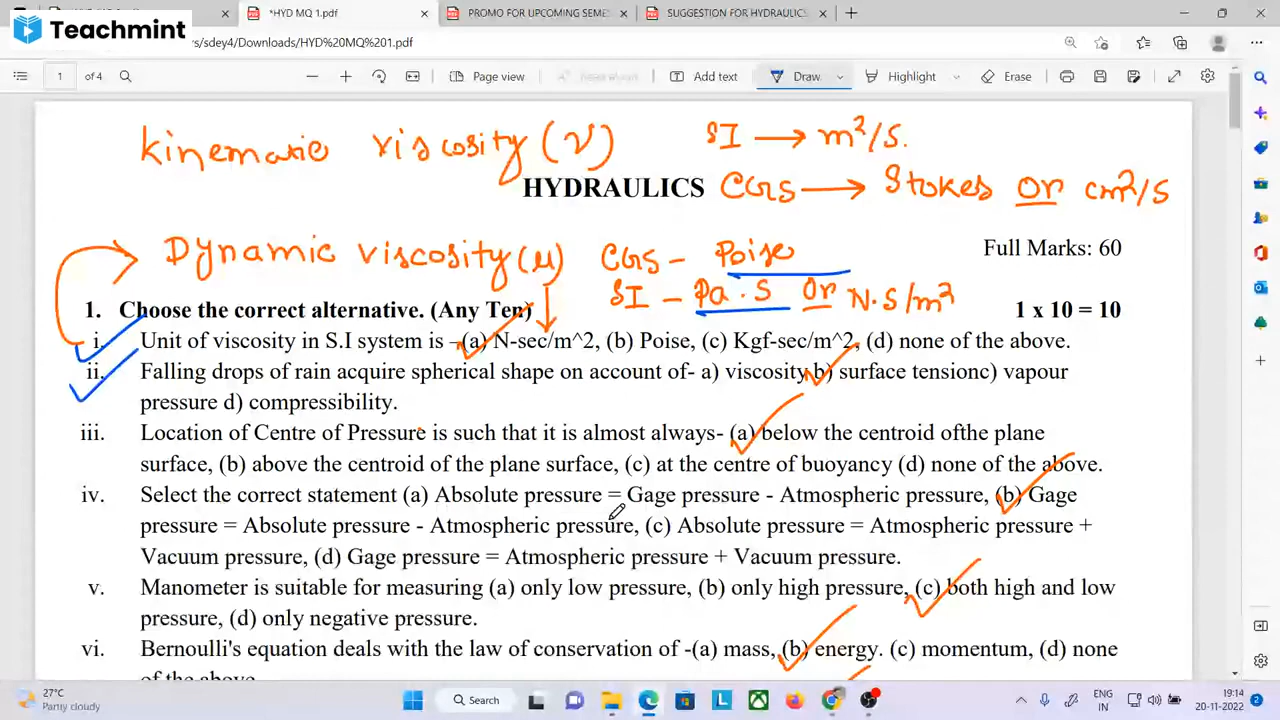 *HYD MQ 1.pdf
PROMO FOR UPCOMING SEME
SUGGESTION FOR HYDRAULICS
Teachmint
rs/sdey4/Downloads/HYD%20MQ%201.pdf
1 of 4
Page view
Read aloud
Add text
Draw
Highlight
Erase
kinematic viscosity (ν) SI → m²/s.
HYDRAULICS CGS → Stokes or cm²/s
Full Marks: 60
Dynamic viscosity (μ) CGS - Poise
SI - Pa.S or N.S/m²
1. Choose the correct alternative. (Any Ten) 1 x 10 = 10
i. Unit of viscosity in S.I system is –(a) N-sec/m^2, (b) Poise, (c) Kgf-sec/m^2, (d) none of the above.
ii. Falling drops of rain acquire spherical shape on account of- a) viscosity b) surface tensionc) vapour
pressure d) compressibility.
iii. Location of Centre of Pressure is such that it is almost always- (a) below the centroid ofthe plane
surface, (b) above the centroid of the plane surface, (c) at the centre of buoyancy (d) none of the above.
iv. Select the correct statement (a) Absolute pressure = Gage pressure - Atmospheric pressure, (b) Gage
pressure = Absolute pressure - Atmospheric pressure, (c) Absolute pressure = Atmospheric pressure +
Vacuum pressure, (d) Gage pressure = Atmospheric pressure + Vacuum pressure.
v. Manometer is suitable for measuring (a) only low pressure, (b) only high pressure, (c) both high and low
pressure, (d) only negative pressure.
vi. Bernoulli's equation deals with the law of conservation of -(a) mass, (b) energy. (c) momentum, (d) none
of the above
27°C
Partly cloudy
Search
ENG
IN
19:14
20-11-2022